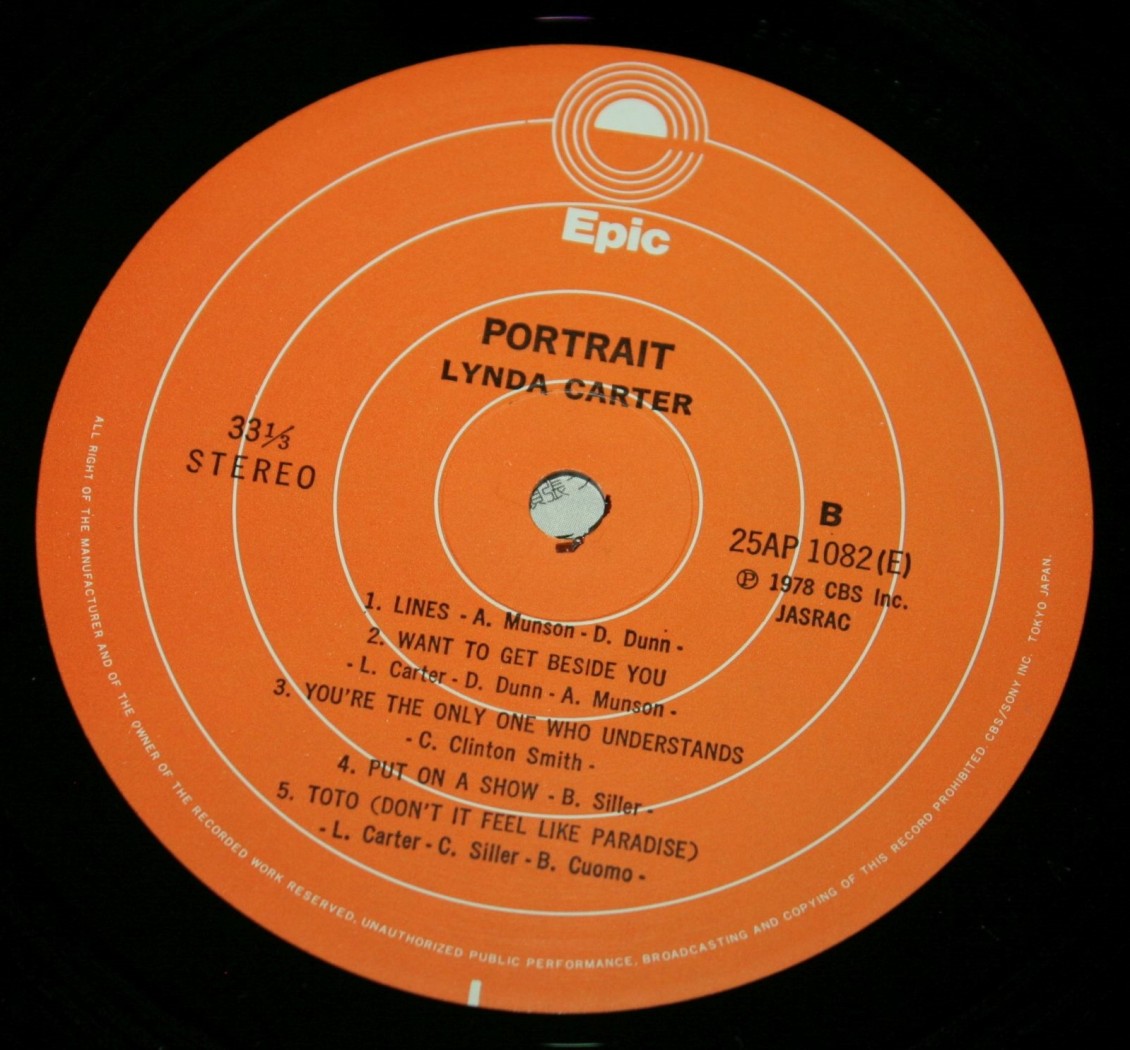 Epic
PORTRAIT
LYNDA CARTER
33⅓
STEREO
B
25AP 1082(E)
Ⓟ 1978 CBS Inc.
JASRAC
1. LINES - A. Munson - D. Dunn -
2. WANT TO GET BESIDE YOU
- L. Carter - D. Dunn - A. Munson -
3. YOU'RE THE ONLY ONE WHO UNDERSTANDS
- C. Clinton Smith -
4. PUT ON A SHOW - B. Siller -
5. TOTO (DON'T IT FEEL LIKE PARADISE)
- L. Carter - C. Siller - B. Cuomo -
ALL RIGHT OF THE MANUFACTURER AND OF THE OWNER OF THE RECORDED WORK RESERVED. UNAUTHORIZED PUBLIC PERFORMANCE, BROADCASTING AND COPYING OF THIS RECORD PROHIBITED. CBS/SONY INC. TOKYO JAPAN.